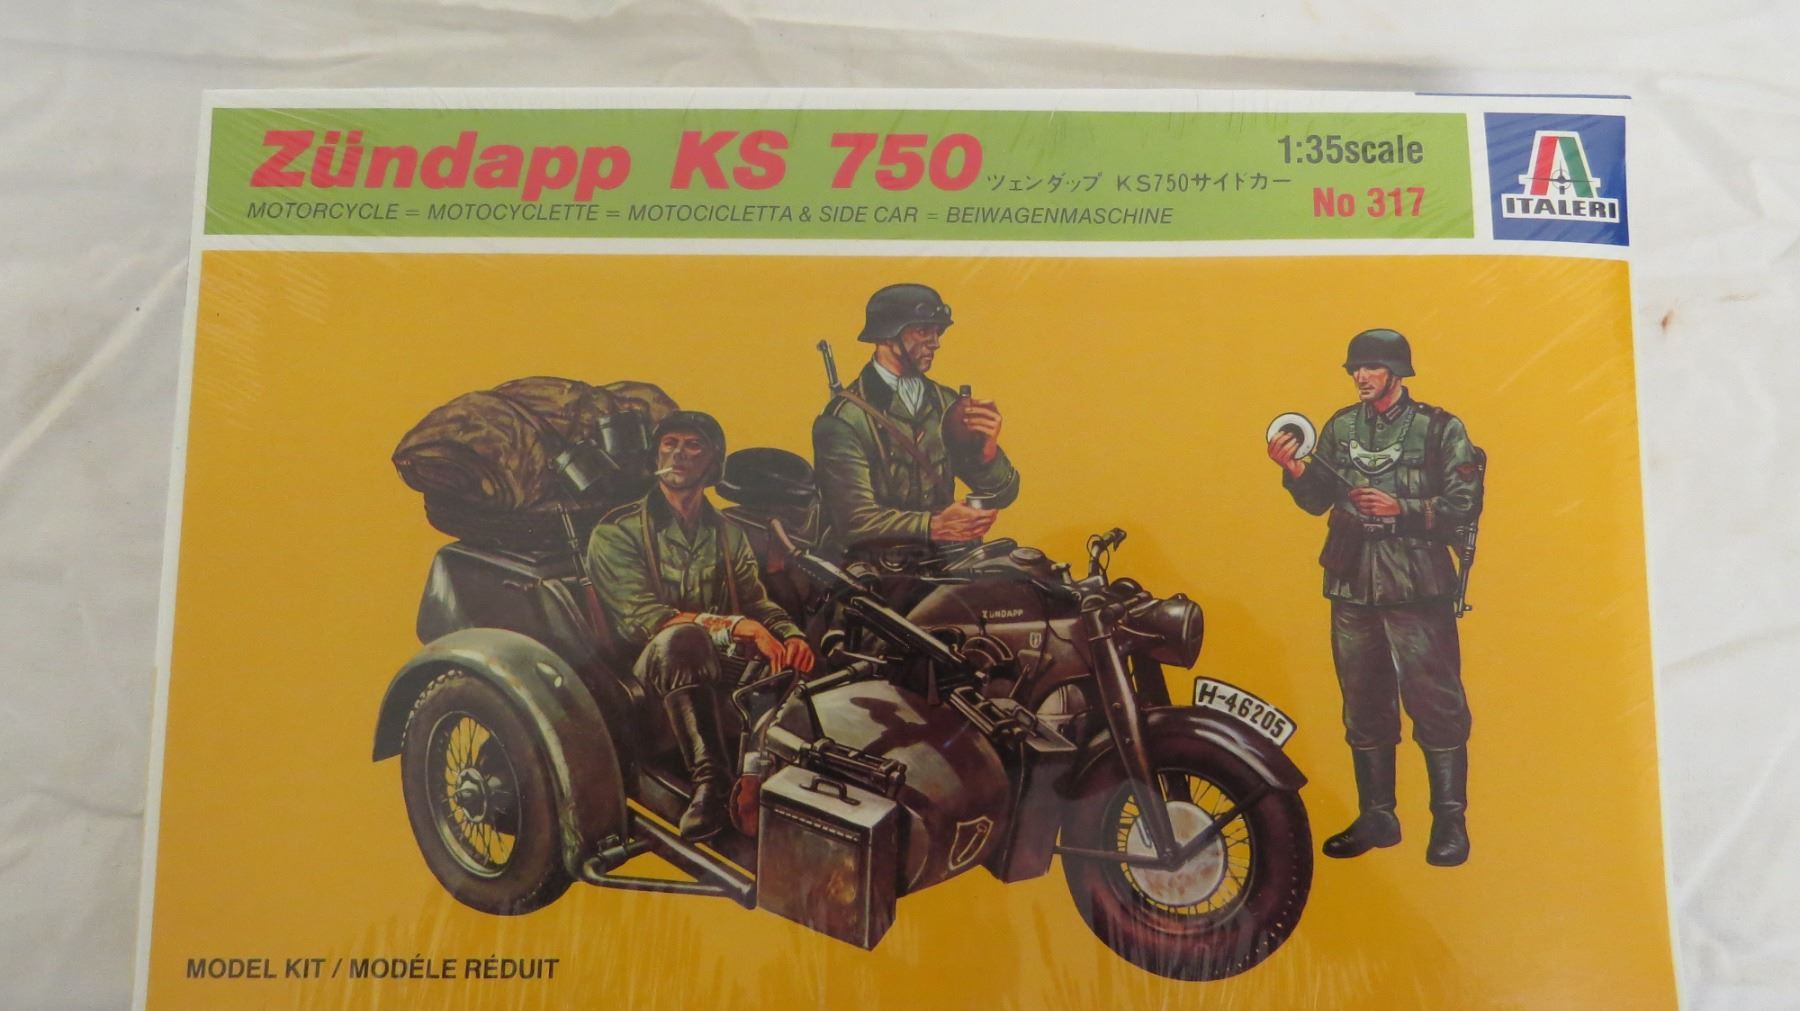 Zündapp KS 750 ツェンダップ KS750サイドカー
1:35scale
No 317
MOTORCYCLE = MOTOCYCLETTE = MOTOCICLETTA & SIDE CAR = BEIWAGENMASCHINE
ITALERI
ZÜNDAPP
H-46205
MODEL KIT / MODÉLE RÉDUIT